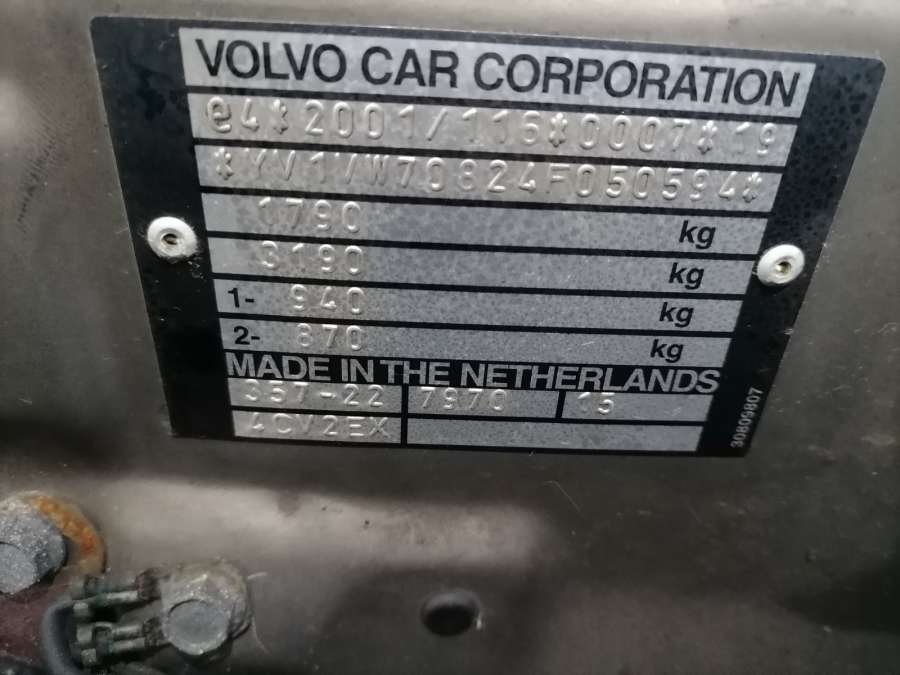 VOLVO CAR CORPORATION
e4*2001/116*0007*19
*YV1VW70824F050594*
1790 kg
3190 kg
1- 940 kg
2- 870 kg
MADE IN THE NETHERLANDS
357-22 7970 15
4CV2EX
30809807